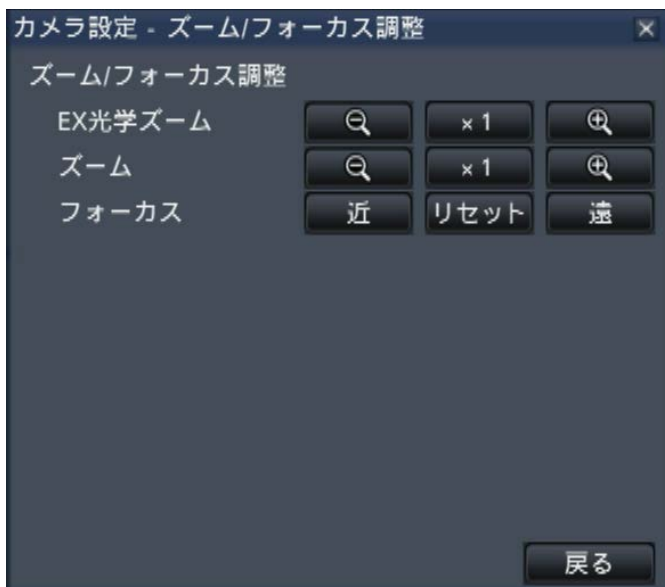 カメラ設定 - ズーム/フォーカス調整
ズーム/フォーカス調整
EX光学ズーム × 1
ズーム × 1
フォーカス 近 リセット 遠
戻る